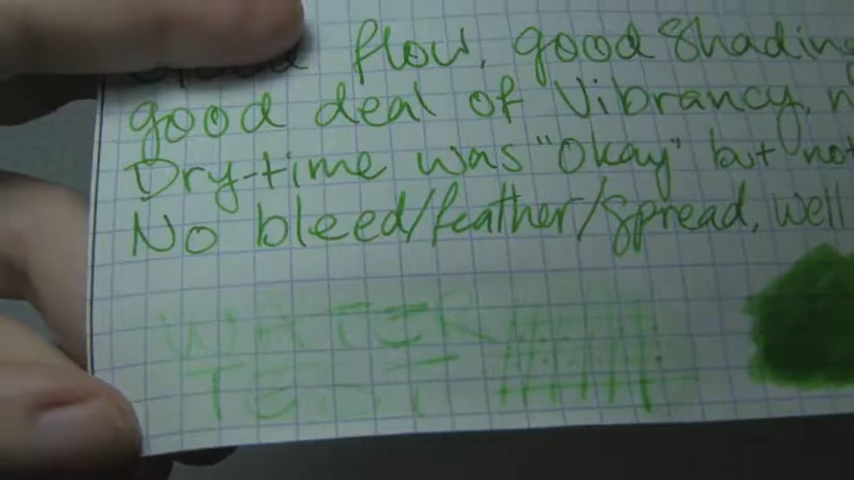 Good flow, good shading
good deal of vibrancy, n
Dry-time was "okay" but not
No bleed/feather/spread, well
WATER
TEST